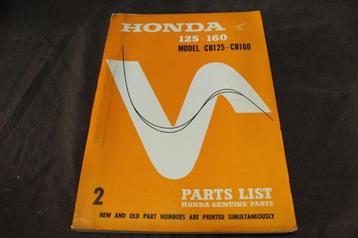 HONDA
125-160
MODEL CB125-CB160
2
PARTS LIST
HONDA GENUINE PARTS
NEW AND OLD PART NUMBERS ARE PRINTED SIMULTANEOUSLY